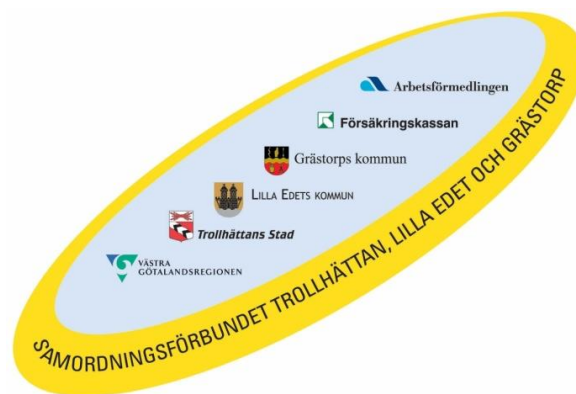 Arbetsförmedlingen
Försäkringskassan
Grästorps kommun
LILLA EDETS KOMMUN
Trollhättans Stad
VÄSTRA
GÖTALANDSREGIONEN
SAMORDNINGSFÖRBUNDET TROLLHÄTTAN, LILLA EDET OCH GRÄSTORP